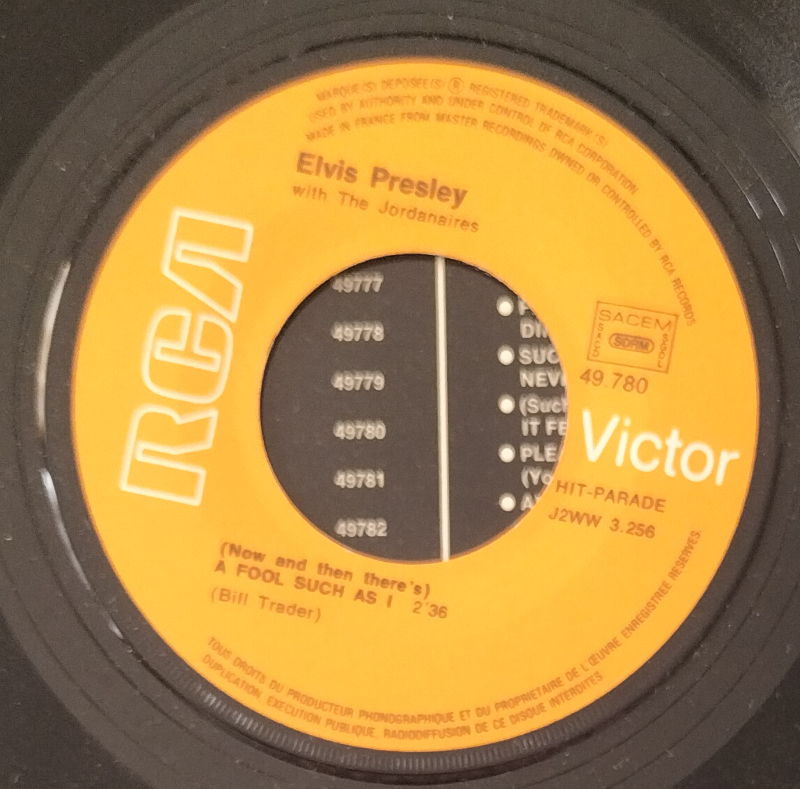 MARQUE(S) DEPOSEE(S) ® REGISTERED TRADEMARK(S)
USED BY AUTHORITY AND UNDER CONTROL OF RCA CORPORATION
MADE IN FRANCE FROM MASTER RECORDINGS OWNED OR CONTROLLED BY RCA RECORDS
Elvis Presley
with The Jordanaires
RCA
SACEM
SACD
SDRM
SGDL
49.780
Victor
HIT-PARADE
J2WW 3.256
49777
49778
49779
49780
49781
49782
DI
SUC
NEV
(Such
IT FE
PLE
(Yo
(Now and then there's)
A FOOL SUCH AS I 2'36
(Bill Trader)
TOUS DROITS DU PRODUCTEUR PHONOGRAPHIQUE ET DU PROPRIETAIRE DE L'ŒUVRE ENREGISTREE RESERVES.
DUPLICATION EXECUTION PUBLIQUE. RADIODIFFUSION DE CE DISQUE INTERDITES